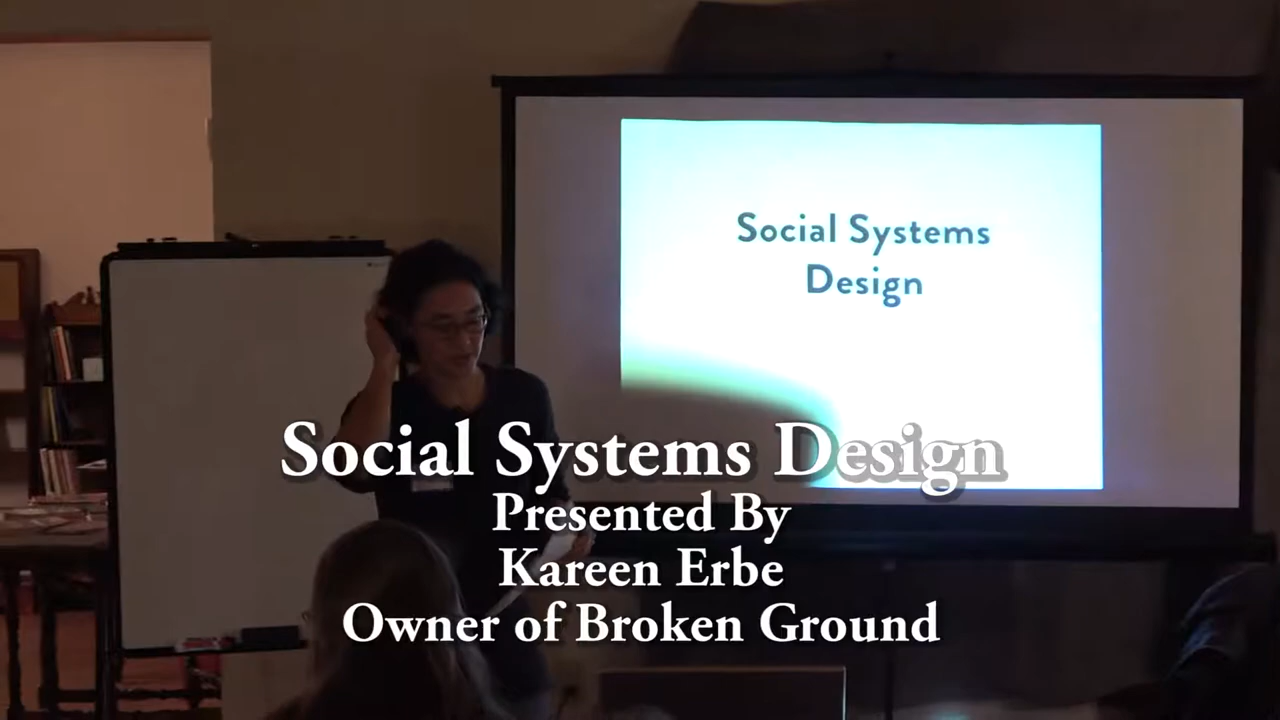 Social Systems
Design
Social Systems Design
Presented By
Kareen Erbe
Owner of Broken Ground